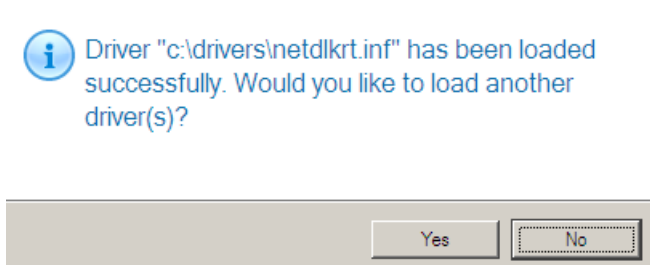 Driver "c:\drivers\netdlkrt.inf" has been loaded
successfully. Would you like to load another
driver(s)?
Yes No